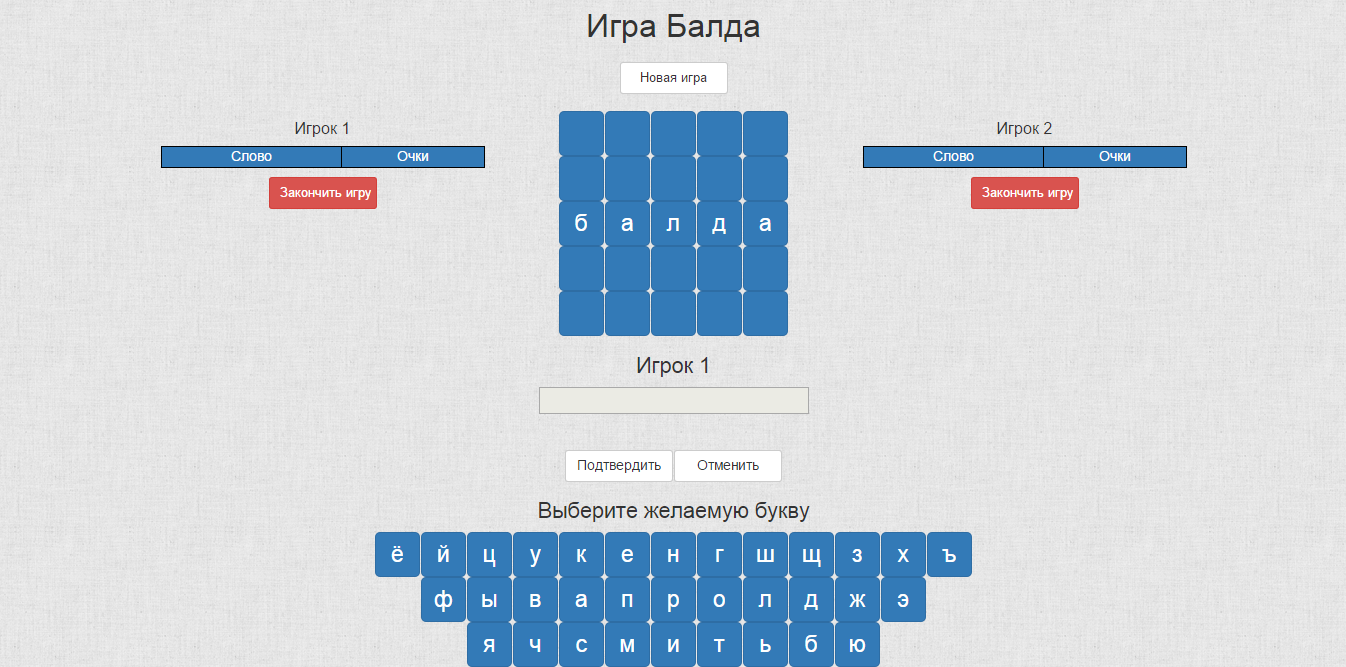 Игра Балда
Новая игра
Игрок 1
Слово Очки
Закончить игру
б а л д а
Игрок 2
Слово Очки
Закончить игру
Игрок 1
Подтвердить Отменить
Выберите желаемую букву
ё й ц у к е н г ш щ з х ъ
ф ы в а п р о л д ж э
я ч с м и т ь б ю